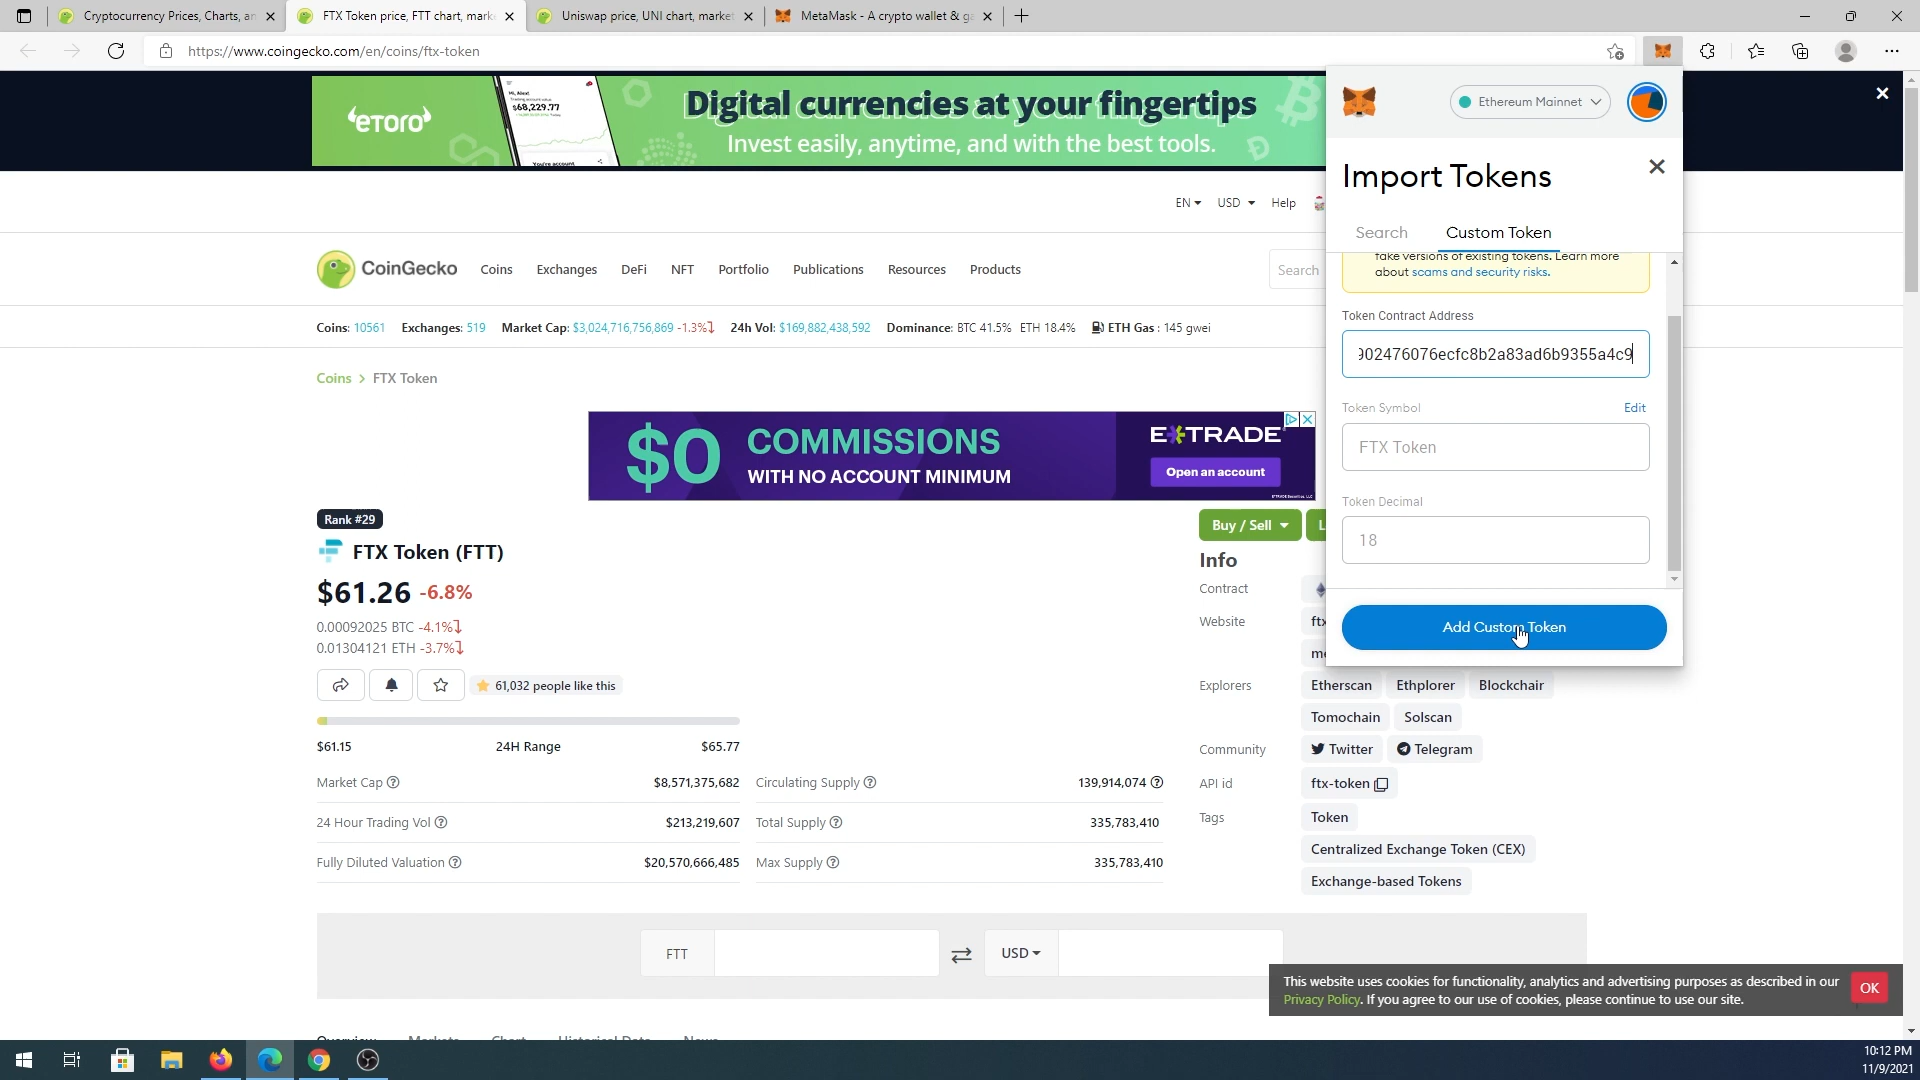 Cryptocurrency Prices, Charts, an
FTX Token price, FTT chart, mark
Uniswap price, UNI chart, market
MetaMask - A crypto wallet & ga
https://www.coingecko.com/en/coins/ftx-token
eTORO
$68,229.77
Digital currencies at your fingertips
Invest easily, anytime, and with the best tools.
EN
USD
Help
CoinGecko
Coins
Exchanges
DeFi
NFT
Portfolio
Publications
Resources
Products
Search
Coins: 10561 Exchanges: 519 Market Cap: $3,024,716,756,869 -1.3% 24h Vol: $169,882,438,592 Dominance: BTC 41.5% ETH 18.4% ETH Gas : 145 gwei
Coins > FTX Token
$0 COMMISSIONS
WITH NO ACCOUNT MINIMUM
E*TRADE
Open an account
Rank #29
FTX Token (FTT)
$61.26 -6.8%
0.00092025 BTC -4.1%
0.01304121 ETH -3.7%
61,032 people like this
$61.15 24H Range $65.77
Market Cap $8,571,375,682
Circulating Supply 139,914,074
24 Hour Trading Vol $213,219,607
Total Supply 335,783,410
Fully Diluted Valuation $20,570,666,485
Max Supply 335,783,410
Buy / Sell
Info
Contract
Website
Explorers Etherscan Ethplorer Blockchair
Tomochain Solscan
Community Twitter Telegram
API id ftx-token
Tags Token
Centralized Exchange Token (CEX)
Exchange-based Tokens
FTT
USD
Ethereum Mainnet
Import Tokens
Search
Custom Token
fake versions of existing tokens. Learn more
about scams and security risks.
Token Contract Address
902476076ecfc8b2a83ad6b9355a4c9
Token Symbol
Edit
FTX Token
Token Decimal
18
Add Custom Token
This website uses cookies for functionality, analytics and advertising purposes as described in our
Privacy Policy. If you agree to our use of cookies, please continue to use our site.
OK
Overview Markets Chart Historical Data News
10:12 PM
11/9/2021